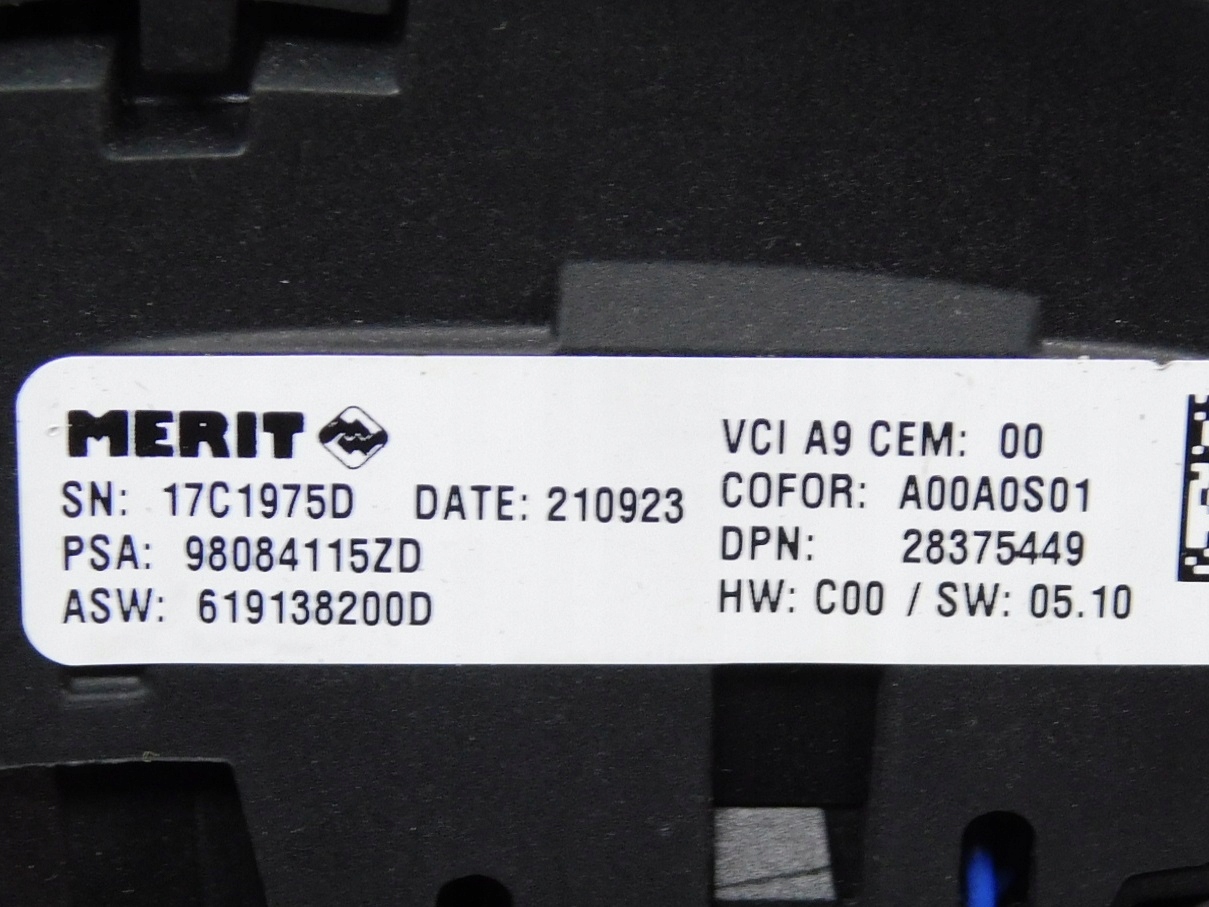 MERIT
SN: 17C1975D DATE: 210923
PSA: 98084115ZD
ASW: 619138200D
VCI A9 CEM: 00
COFOR: A00A0S01
DPN: 28375449
HW: C00 / SW: 05.10